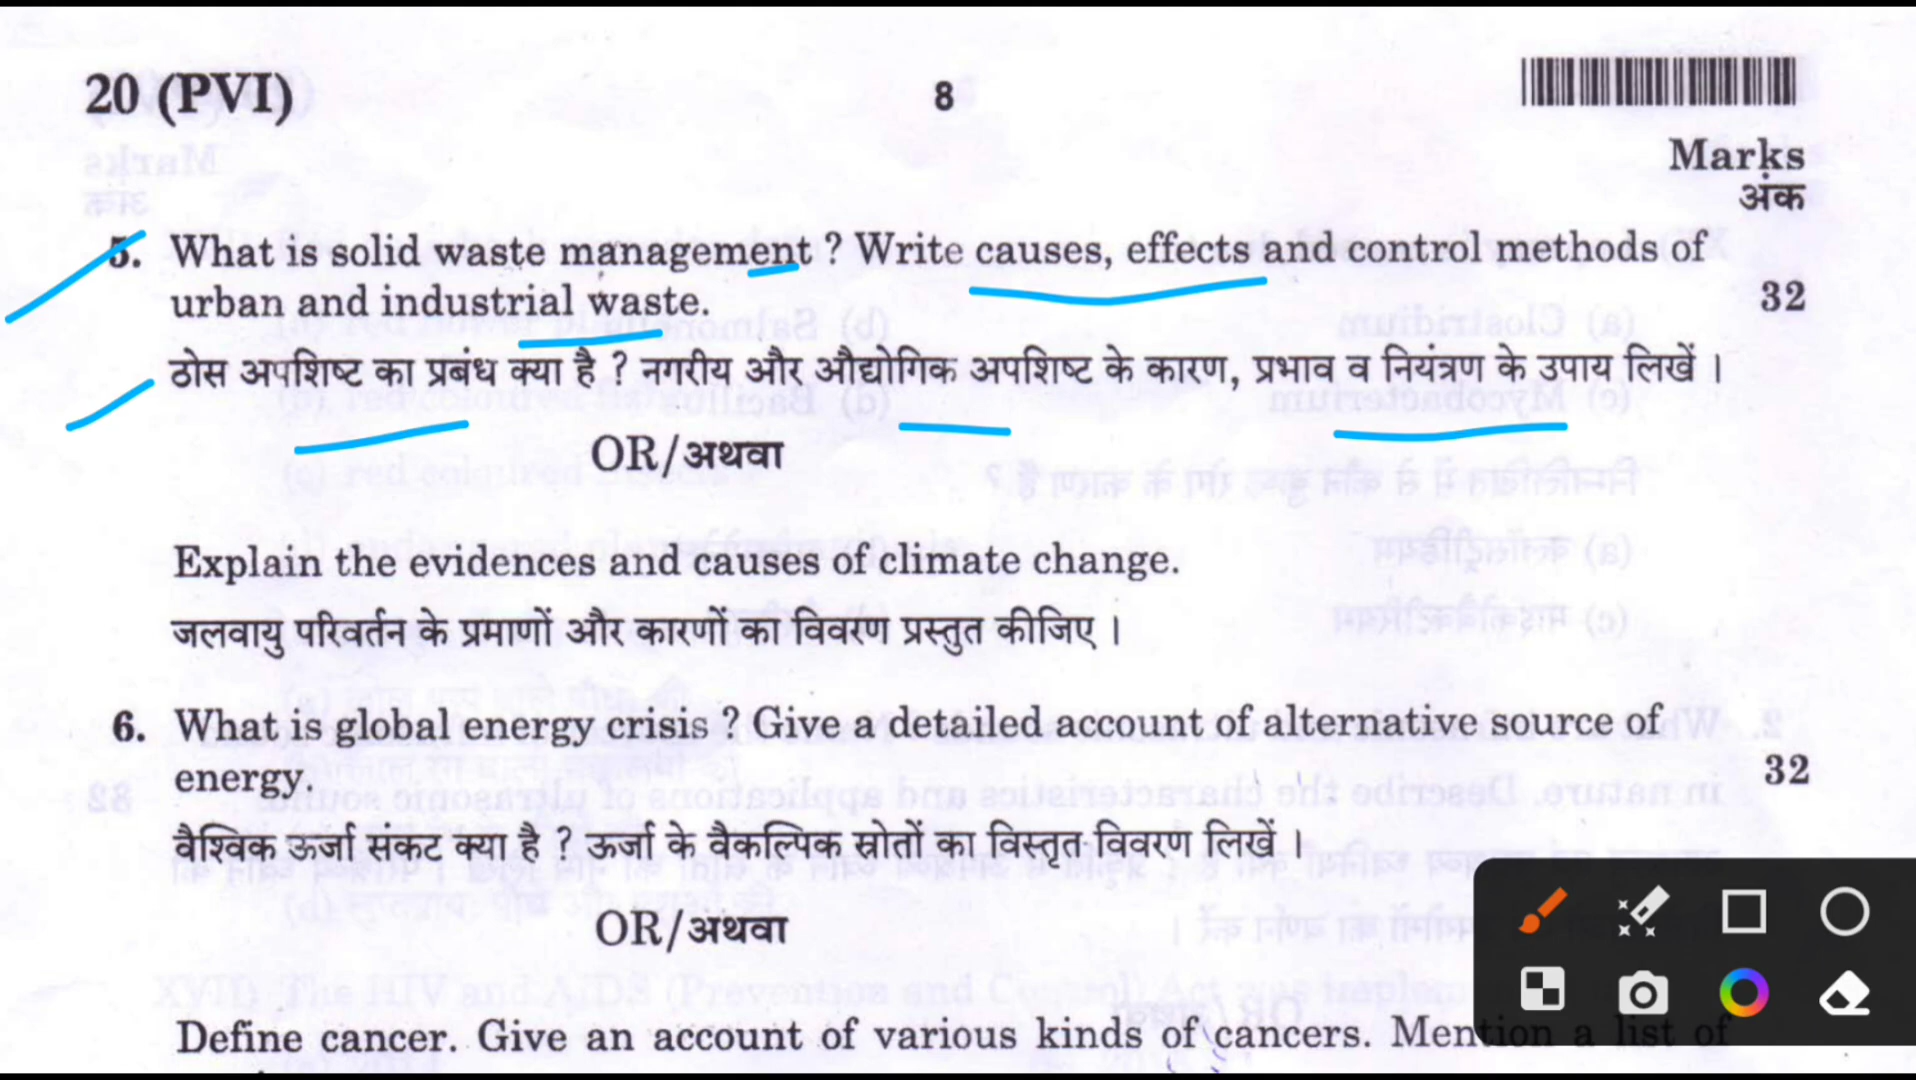 20 (PVI)
8
Marks
अंक
5. What is solid waste management ? Write causes, effects and control methods of
urban and industrial waste.
32
ठोस अपशिष्ट का प्रबंध क्या है ? नगरीय और औद्योगिक अपशिष्ट के कारण, प्रभाव व नियंत्रण के उपाय लिखें ।
OR/अथवा
Explain the evidences and causes of climate change.
जलवायु परिवर्तन के प्रमाणों और कारणों का विवरण प्रस्तुत कीजिए ।
6. What is global energy crisis ? Give a detailed account of alternative source of
energy.
32
वैश्विक ऊर्जा संकट क्या है ? ऊर्जा के वैकल्पिक स्रोतों का विस्तृत विवरण लिखें ।
OR/अथवा
Define cancer. Give an account of various kinds of cancers. Mention a list of